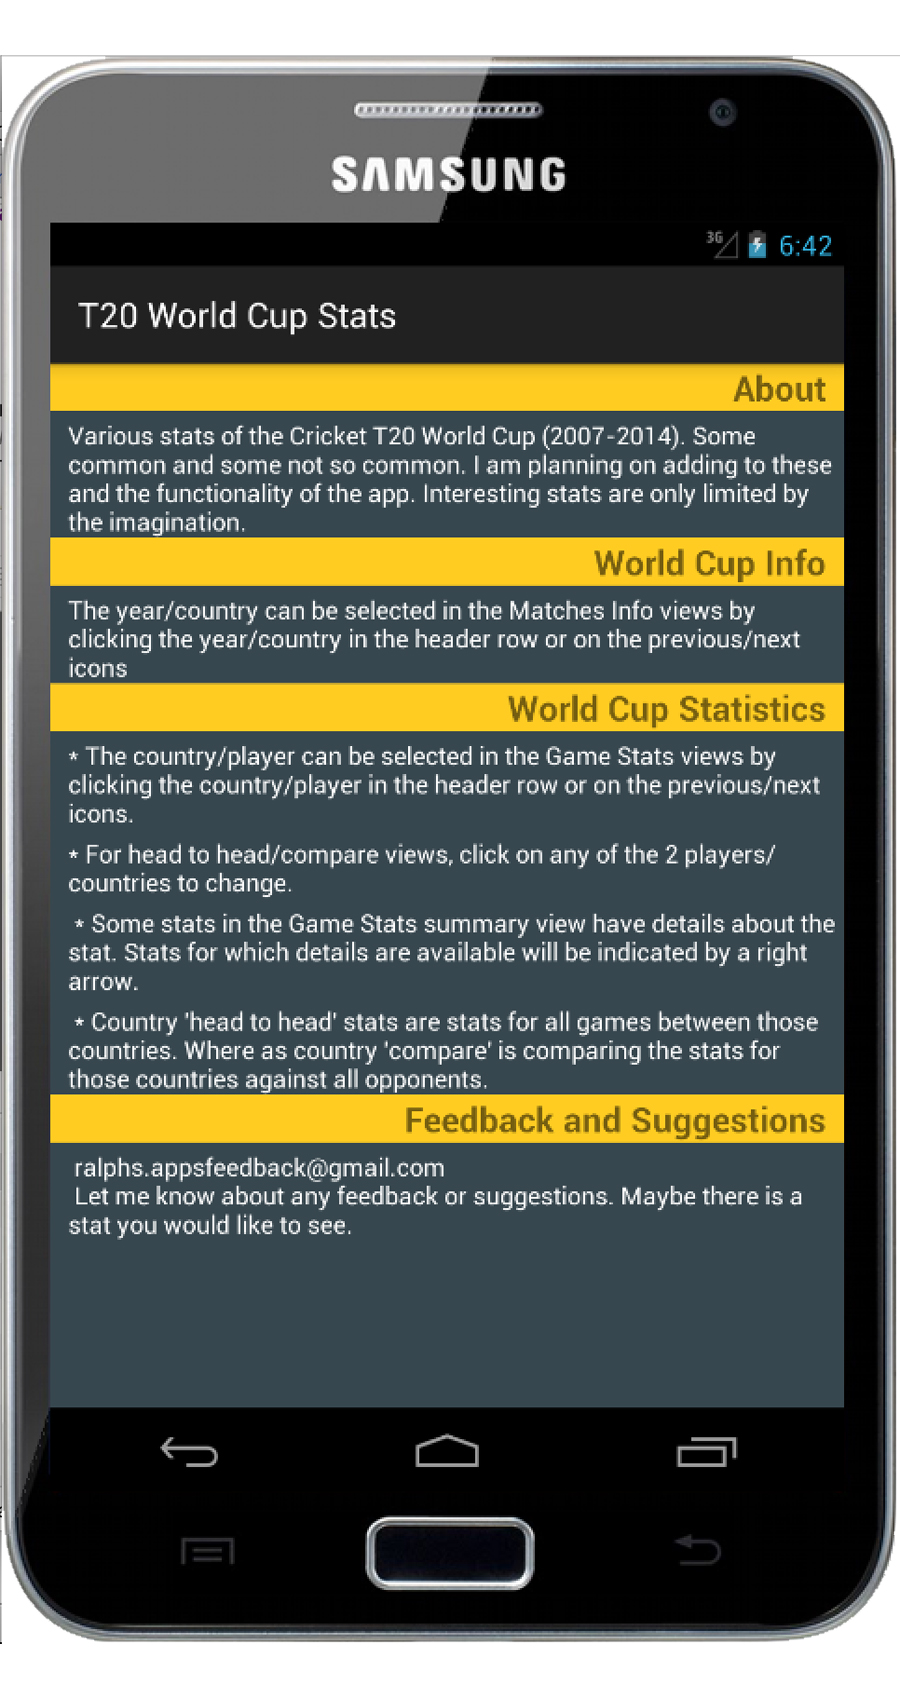 SAMSUNG
3G 6:42
T20 World Cup Stats
About
Various stats of the Cricket T20 World Cup (2007-2014). Some
common and some not so common. I am planning on adding to these
and the functionality of the app. Interesting stats are only limited by
the imagination.
World Cup Info
The year/country can be selected in the Matches Info views by
clicking the year/country in the header row or on the previous/next
icons
World Cup Statistics
* The country/player can be selected in the Game Stats views by
clicking the country/player in the header row or on the previous/next
icons.
* For head to head/compare views, click on any of the 2 players/
countries to change.
* Some stats in the Game Stats summary view have details about the
stat. Stats for which details are available will be indicated by a right
arrow.
* Country 'head to head' stats are stats for all games between those
countries. Where as country 'compare' is comparing the stats for
those countries against all opponents.
Feedback and Suggestions
ralphs.appsfeedback@gmail.com
Let me know about any feedback or suggestions. Maybe there is a
stat you would like to see.